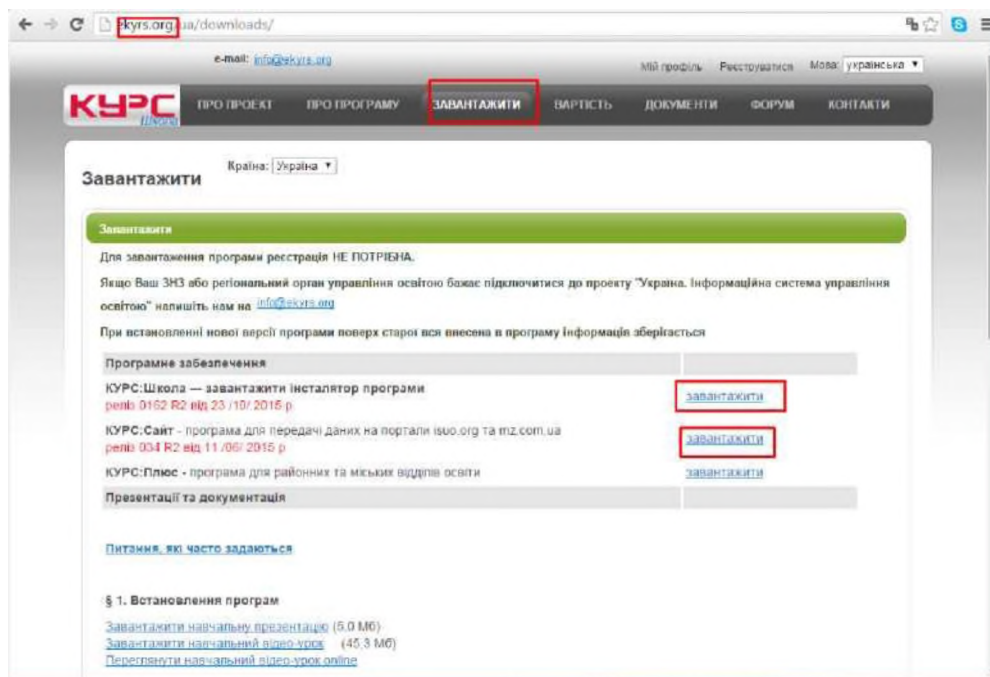 ekyrs.org.ua/downloads/
e-mail: info@ekyrs.org
Мій профіль Реєструватися Мова: українська
КУРС Школа
ПРО ПРОЕКТ ПРО ПРОГРАМУ ЗАВАНТАЖИТИ ВАРТІСТЬ ДОКУМЕНТИ ФОРУМ КОНТАКТИ
Країна: Україна
Завантажити
Завантажити
Для завантаження програми реєстрація НЕ ПОТРІБНА.
Якщо Ваш ЗНЗ або регіональний орган управління освітою бажає підключитися до проекту "Україна. Інформаційна система управління
освітою" напишіть нам на info@ekyrs.org
При встановленні нової версії програми поверх старої вся внесена в програму інформація зберігається
Програмне забезпечення
КУРС:Школа — завантажити інсталятор програми
завантажити
реліз 0162 R2 від 23 /10/ 2015 р
КУРС:Сайт - програма для передачі даних на портали isuo.org та mz.com.ua
завантажити
реліз 034 R2 від 11 /06/ 2015 р
КУРС:Плюс - програма для районних та міських відділів освіти
завантажити
Презентації та документація
Питання, які часто задаються
§ 1. Встановлення програм
Завантажити навчальну презентацію (5,0 Мб)
Завантажити навчальний відео-урок (45,3 Мб)
Переглянути навчальний відео-урок online